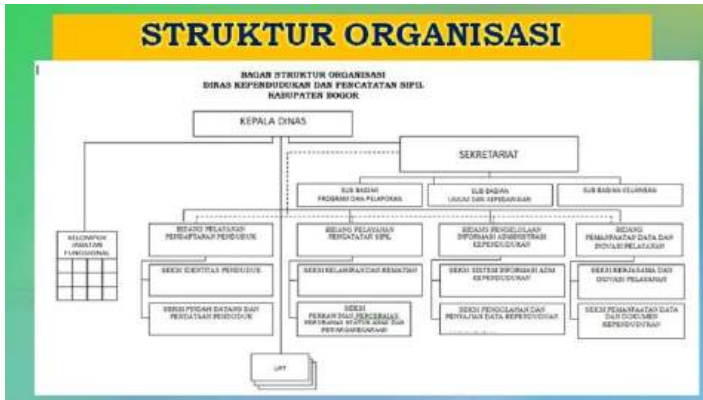 STRUKTUR ORGANISASI
BAGAN STRUKTUR ORGANISASI
DINAS KEPENDUDUKAN DAN PENCATATAN SIPIL
KABUPATEN BOGOR
KEPALA DINAS
SEKRETARIAT
SUB BAGIAN
PROGRAM DAN PELAPORAN
SUB BAGIAN
UMUM DAN KEPEGAWAIAN
SUB BAGIAN KEUANGAN
KELOMPOK
JABATAN
FUNGSIONAL
BIDANG PELAYANAN
PENDAFTARAN PENDUDUK
BIDANG PELAYANAN
PENCATATAN SIPIL
BIDANG PENGELOLAAN
INFORMASI ADMINISTRASI
KEPENDUDUKAN
BIDANG
PEMANFAATAN DATA DAN
INOVASI PELAYANAN
SEKSI IDENTITAS PENDUDUK
SEKSI KELAHIRAN DAN KEMATIAN
SEKSI SISTEM INFORMASI ADM
KEPENDUDUKAN
SEKSI KERJASAMA DAN
INOVASI PELAYANAN
SEKSI PINDAH DATANG DAN
PENDATAAN PENDUDUK
SEKSI
PERKAWINAN, PERCERAIAN,
PERUBAHAN STATUS ANAK DAN
PEWARGANEGARAAN
SEKSI PENGOLAHAN DAN
PENYAJIAN DATA KEPENDUDUKAN
SEKSI PEMANFAATAN DATA
DAN DOKUMEN
KEPENDUDUKAN
UPT